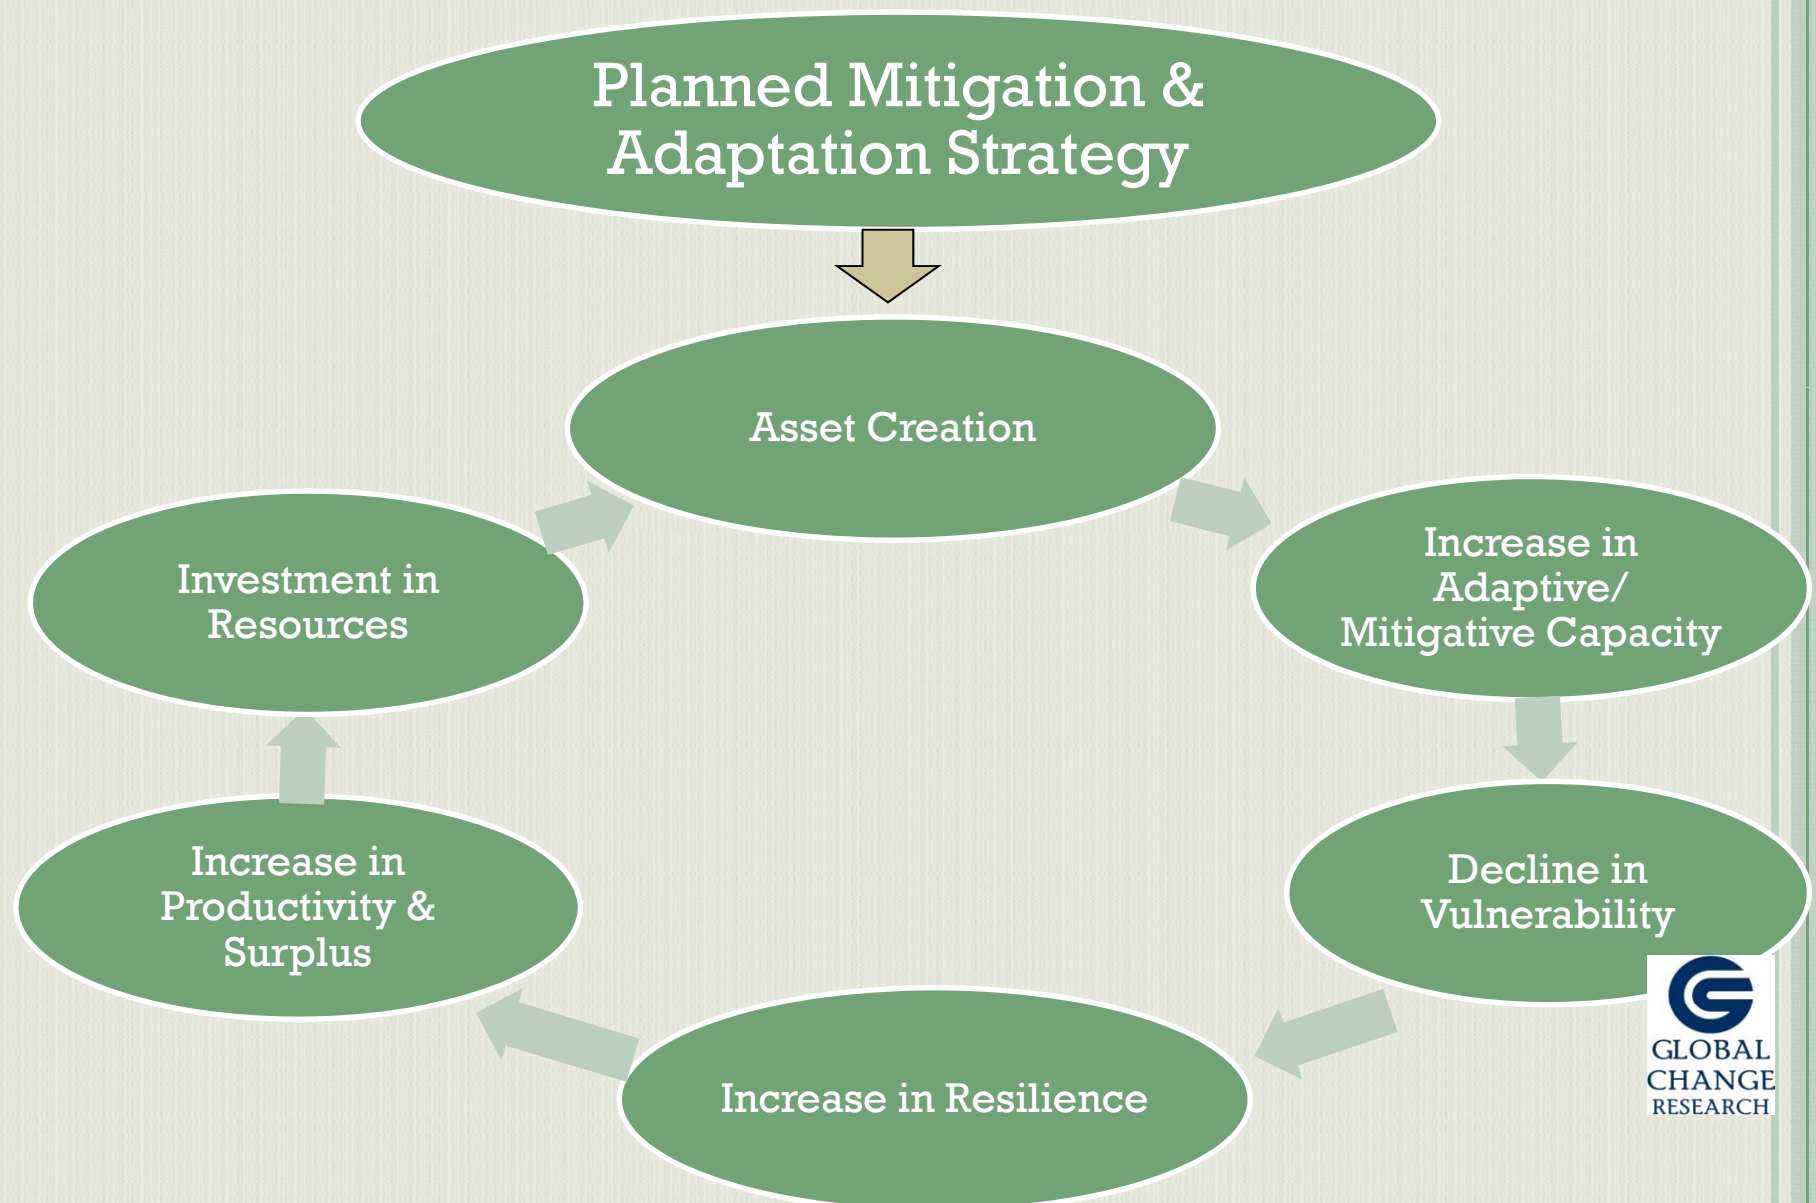 Planned Mitigation &
Adaptation Strategy
Asset Creation
Increase in
Adaptive/
Mitigative Capacity
Decline in
Vulnerability
Increase in Resilience
Increase in
Productivity &
Surplus
Investment in
Resources
GLOBAL
CHANGE
RESEARCH